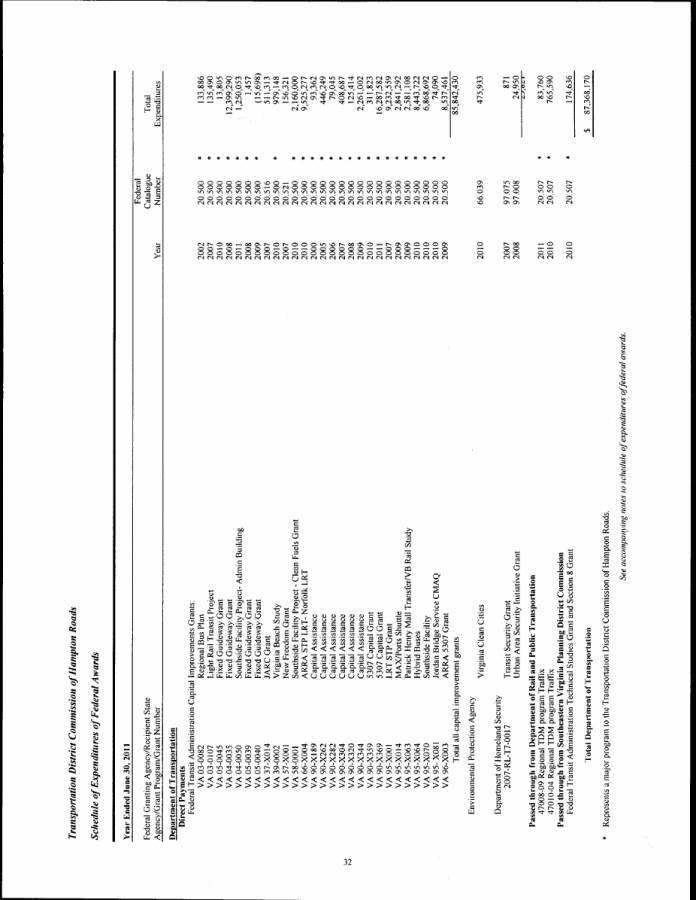 Transportation District Commission of Hampton Roads
Schedule of Expenditures of Federal Awards
Year Ended June 30, 2011
Federal
Federal Granting Agency/Recipient State Catalogue Total
Agency/Grant Program/Grant Number Year Number Expenditures
Department of Transportation
Direct Payments
Federal Transit Administration Capital Improvements Grants:
VA 03-0082 Regional Bus Plan 2002 20.500 * 133,886
VA 03-0107 Light Rail Transit Project 2007 20.500 * 135,490
VA 05-0045 Fixed Guideway Grant 2010 20.500 * 13,805
VA 04-0035 Fixed Guideway Grant 2008 20.500 * 12,399,290
VA 04-0050 Southside Facility Project- Admin Building 2011 20.500 * 1,250,053
VA 05-0039 Fixed Guideway Grant 2008 20.500 * 1,457
VA 05-0040 Fixed Guideway Grant 2009 20.500 * (15,698)
VA 37-X014 JARC Grant 2007 20.516 511,313
VA 39-0002 Virginia Beach Study 2010 20.500 * 979,148
VA 57-X001 New Freedom Grant 2007 20.521 156,321
VA 58-0001 Southside Facility Project - Clean Fuels Grant 2010 20.500 * 2,160,000
VA 66-X004 ARRA STP LRT- Norfolk LRT 2010 20.500 * 9,525,277
VA 90-X189 Capital Assistance 2000 20.500 * 93,362
VA 90-X262 Capital Assistance 2005 20.500 * 446,249
VA 90-X282 Capital Assistance 2006 20.500 * 79,045
VA 90-X304 Capital Assistance 2007 20.500 * 408,687
VA 90-X320 Capital Assistance 2008 20.500 * 125,414
VA 90-X344 Capital Assistance 2009 20.500 * 2,261,002
VA 90-X359 5307 Capital Grant 2010 20.500 * 311,823
VA 90-X369 5307 Capital Grant 2011 20.500 * 16,287,582
VA 95-X001 LRT STP Grant 2007 20.500 * 9,233,559
VA 95-X014 MAX/Ports Shuttle 2009 20.500 * 2,841,292
VA 95-X063 Patrick Henry Mall Transfer/VB Rail Study 2009 20.500 * 2,581,108
VA 95-X064 Hybrid Buses 2010 20.500 * 8,443,722
VA 95-X070 Southside Facility 2010 20.500 * 6,868,692
VA 95-X081 Jordan Bridge Service CMAQ 2010 20.500 * 74,090
VA 96-X003 ARRA 5307 Grant 2009 20.500 * 8,537,461
Total all capital improvement grants 85,842,430
Environmental Protection Agency
Virginia Clean Cities 2010 66.039 475,933
Department of Homeland Security
Transit Security Grant 2007 97.075 871
2007-RL-T7-0017 Urban Area Security Initiative Grant 2008 97.008 24,950
Passed through from Department of Rail and Public Transportation
47008-09 Regional TDM program Traffix 2011 20.507 * 83,760
47010-04 Regional TDM program Traffix 2010 20.507 * 765,590
Passed through from Southeastern Virginia Planning District Commission
Federal Transit Administration Technical Studies Grant and Section 8 Grant 2010 20.507 * 174,636
Total Department of Transportation $ 87,368,170
* Represents a major program to the Transportation District Commission of Hampton Roads.
See accompanying notes to schedule of expenditures of federal awards.
32